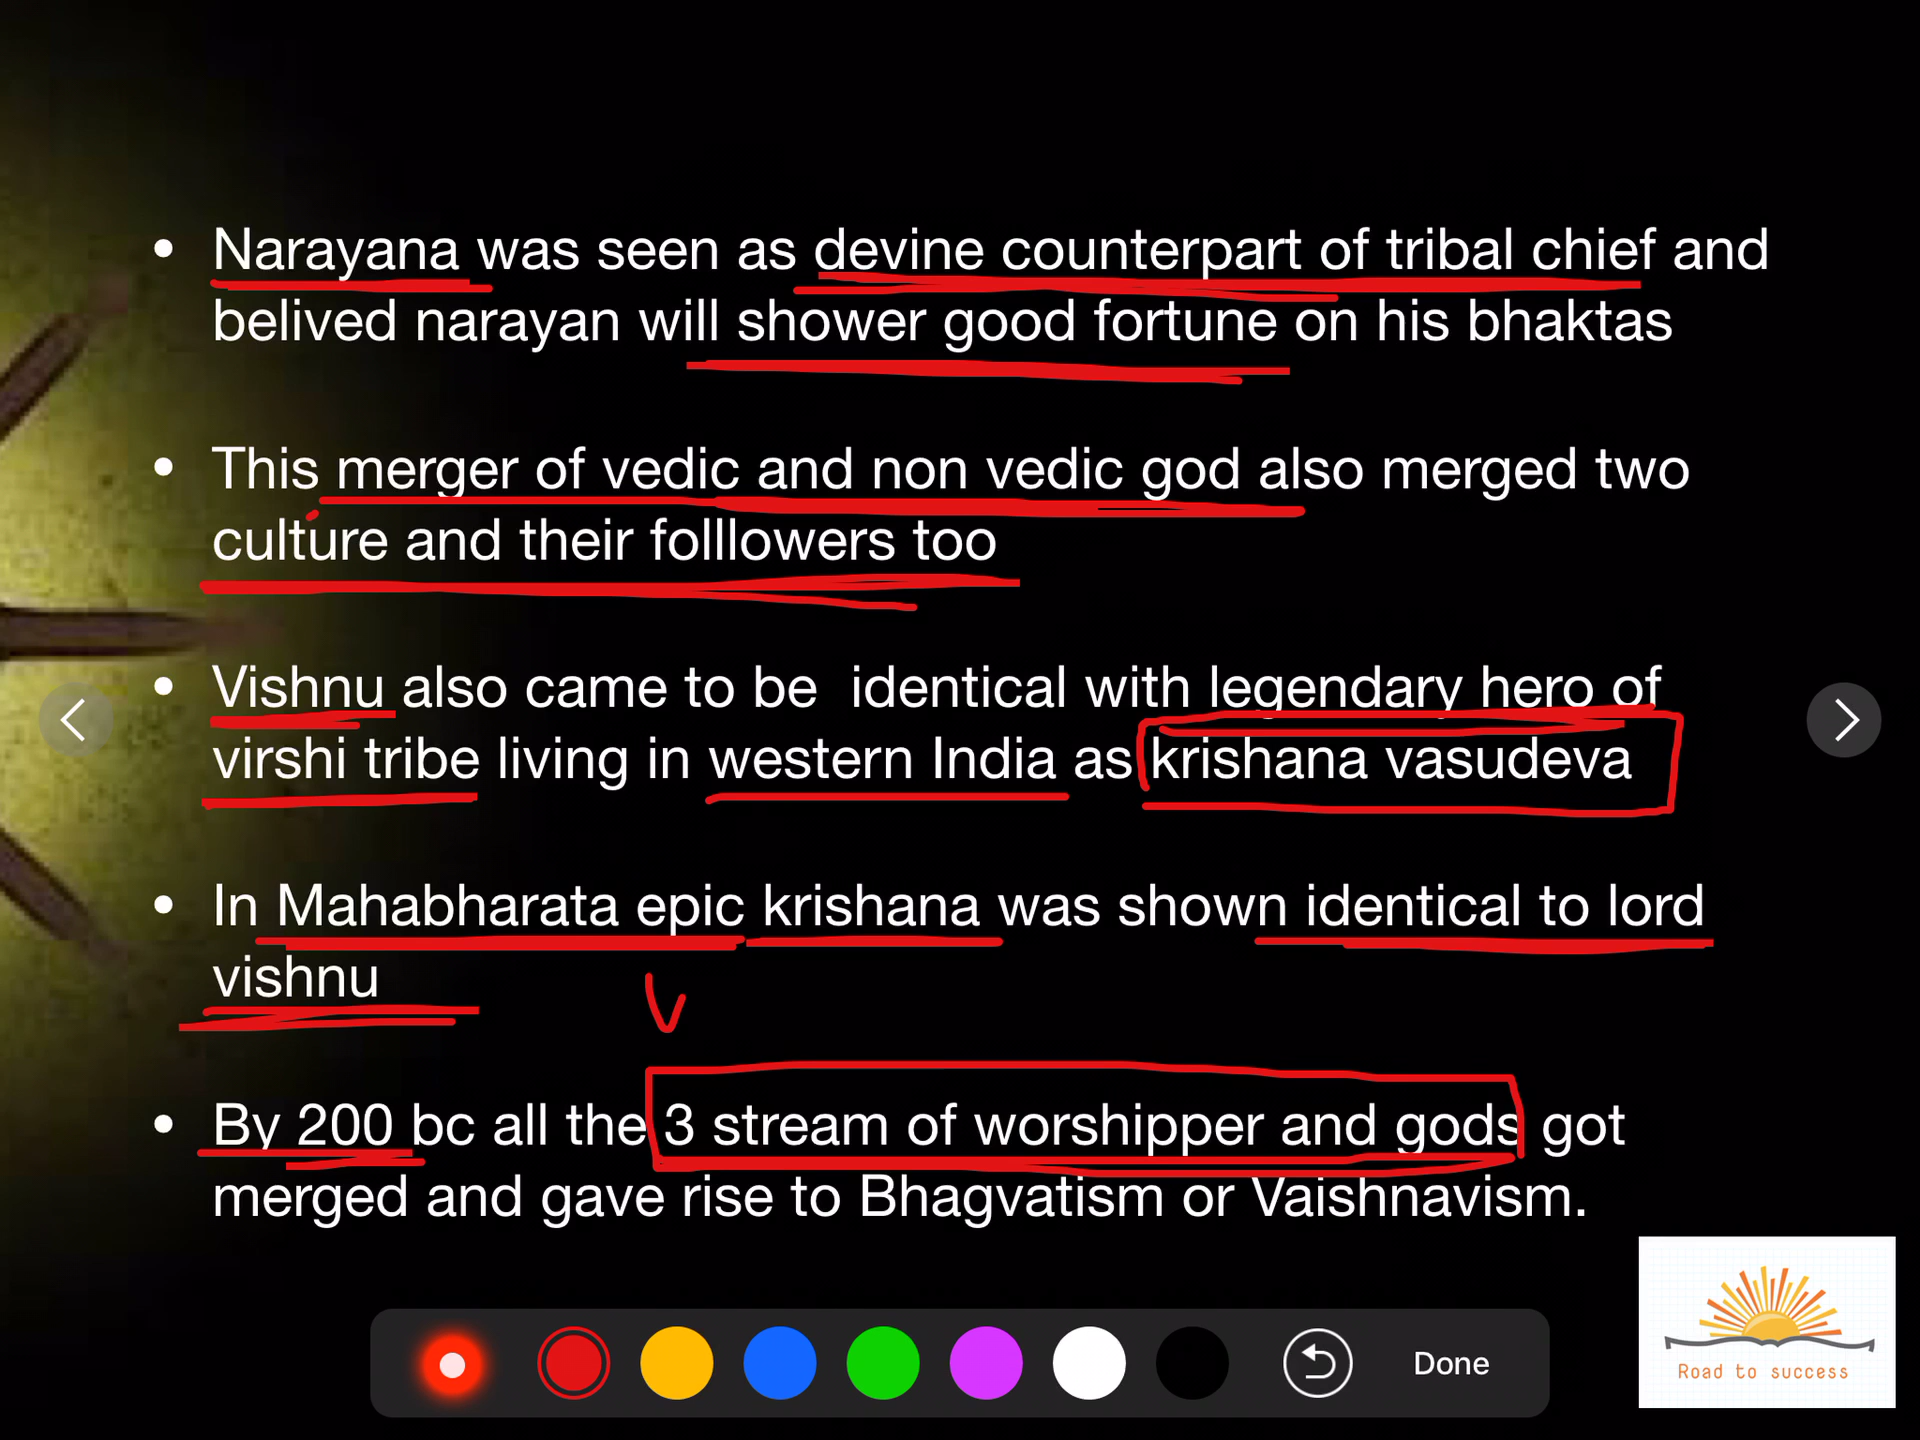 • Narayana was seen as devine counterpart of tribal chief and
belived narayan will shower good fortune on his bhaktas
• This merger of vedic and non vedic god also merged two
culture and their folllowers too
• Vishnu also came to be  identical with legendary hero of
virshi tribe living in western India as krishana vasudeva
• In Mahabharata epic krishana was shown identical to lord
vishnu
• By 200 bc all the 3 stream of worshipper and gods got
merged and gave rise to Bhagvatism or Vaishnavism.
Done
Road to success